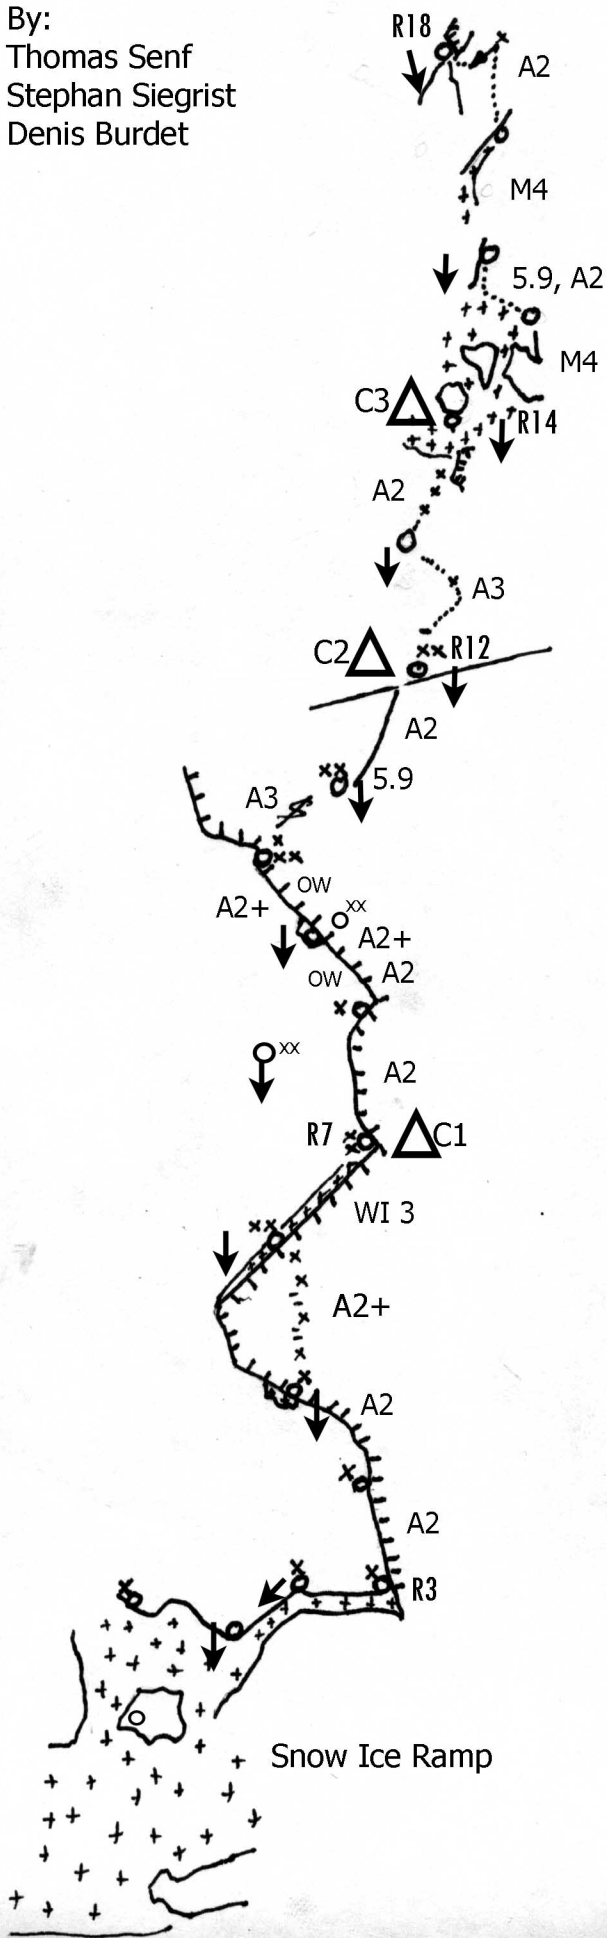 By:
Thomas Senf
Stephan Siegrist
Denis Burdet
R18
A2
M4
5.9, A2
M4
C3
R14
A2
A3
C2
R12
A2
5.9
A3
OW
A2+
xx
A2+
A2
OW
xx
A2
R7
C1
WI 3
A2+
A2
A2
R3
Snow Ice Ramp